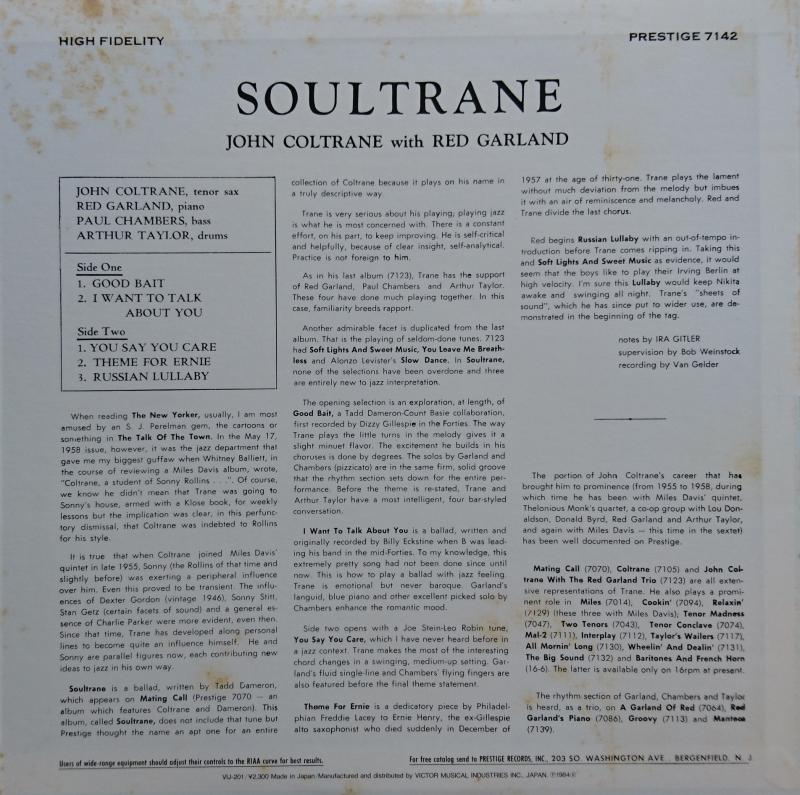 HIGH FIDELITY
PRESTIGE 7142
SOULTRANE
JOHN COLTRANE with RED GARLAND
JOHN COLTRANE, tenor sax
RED GARLAND, piano
PAUL CHAMBERS, bass
ARTHUR TAYLOR, drums
Side One
1. GOOD BAIT
2. I WANT TO TALK
ABOUT YOU
Side Two
1. YOU SAY YOU CARE
2. THEME FOR ERNIE
3. RUSSIAN LULLABY
When reading The New Yorker, usually, I am most
amused by an S. J. Perelman gem, the cartoons or
something in The Talk Of The Town. In the May 17,
1958 issue, however, it was the jazz department that
gave me my biggest guffaw when Whitney Balliett, in
the course of reviewing a Miles Davis album, wrote,
"Coltrane, a student of Sonny Rollins . . .". Of course,
we know he didn't mean that Trane was going to
Sonny's house, armed with a Klose book, for weekly
lessons but the implication was clear, in this perfunc-
tory dismissal, that Coltrane was indebted to Rollins
for his style.
It is true that when Coltrane joined Miles Davis'
quintet in late 1955, Sonny (the Rollins of that time and
slightly before) was exerting a peripheral influence
over him. Even this proved to be transient. The influ-
ences of Dexter Gordon (vintage 1946), Sonny Stitt,
Stan Getz (certain facets of sound) and a general es-
sence of Charlie Parker were more evident, even then.
Since that time, Trane has developed along personal
lines to become quite an influence himself. He and
Sonny are parallel figures now, each contributing new
ideas to jazz in his own way.
Soultrane is a ballad, written by Tadd Dameron,
which appears on Mating Call (Prestige 7070 — an
album which features Coltrane and Dameron). This
album, called Soultrane, does not include that tune but
Prestige thought the name an apt one for an entire
collection of Coltrane because it plays on his name in
a truly descriptive way.
Trane is very serious about his playing; playing jazz
is what he is most concerned with. There is a constant
effort, on his part, to keep improving. He is self-critical
and helpfully, because of clear insight, self-analytical.
Practice is not foreign to him.
As in his last album (7123), Trane has the support
of Red Garland, Paul Chambers and Arthur Taylor.
These four have done much playing together. In this
case, familiarity breeds rapport.
Another admirable facet is duplicated from the last
album. That is the playing of seldom-done tunes. 7123
had Soft Lights And Sweet Music, You Leave Me Breath-
less and Alonzo Levister's Slow Dance. In Soultrane,
none of the selections have been overdone and three
are entirely new to jazz interpretation.
The opening selection is an exploration, at length, of
Good Bait, a Tadd Dameron-Count Basie collaboration,
first recorded by Dizzy Gillespie in the Forties. The way
Trane plays the little turns in the melody gives it a
slight minuet flavor. The excitement he builds in his
choruses is done by degrees. The solos by Garland and
Chambers (pizzicato) are in the same firm, solid groove
that the rhythm section sets down for the entire per-
formance. Before the theme is re-stated, Trane and
Arthur Taylor have a most intelligent, four bar-styled
conversation.
I Want To Talk About You is a ballad, written and
originally recorded by Billy Eckstine when B was lead-
ing his band in the mid-Forties. To my knowledge, this
extremely pretty song had not been done since until
now. This is how to play a ballad with jazz feeling.
Trane is emotional but never baroque. Garland's
languid, blue piano and other excellent picked solo by
Chambers enhance the romantic mood.
Side two opens with a Joe Stein-Leo Robin tune,
You Say You Care, which I have never heard before in
a jazz context. Trane makes the most of the interesting
chord changes in a swinging, medium-up setting. Gar-
land's fluid single-line and Chambers' flying fingers are
also featured before the final theme statement.
Theme For Ernie is a dedicatory piece by Philadel-
phian Freddie Lacey to Ernie Henry, the ex-Gillespie
alto saxophonist who died suddenly in December of
1957 at the age of thirty-one. Trane plays the lament
without much deviation from the melody but imbues
it with an air of reminiscence and melancholy. Red and
Trane divide the last chorus.
Red begins Russian Lullaby with an out-of-tempo in-
troduction before Trane comes ripping in. Taking this
and Soft Lights And Sweet Music as evidence, it would
seem that the boys like to play their Irving Berlin at
high velocity. I'm sure this Lullaby would keep Nikita
awake and swinging all night. Trane's "sheets of
sound", which he has since put to wider use, are de-
monstrated in the beginning of the tag.
notes by IRA GITLER
supervision by Bob Weinstock
recording by Van Gelder
The portion of John Coltrane's career that has
brought him to prominence (from 1955 to 1958, during
which time he has been with Miles Davis' quintet,
Thelonious Monk's quartet, a co-op group with Lou Don-
aldson, Donald Byrd, Red Garland and Arthur Taylor,
and again with Miles Davis — this time in the sextet)
has been well documented on Prestige.
Mating Call (7070), Coltrane (7105) and John Col-
trane With The Red Garland Trio (7123) are all exten-
sive representations of Trane. He also plays a promi-
nent role in Miles (7014), Cookin' (7094), Relaxin'
(7129) (these three with Miles Davis); Tenor Madness
(7047), Two Tenors (7043), Tenor Conclave (7074),
Mal-2 (7111), Interplay (7112), Taylor's Wailers (7117),
All Mornin' Long (7130), Wheelin' And Dealin' (7131),
The Big Sound (7132) and Baritones And French Horn
(16-6). The latter is available only on 16rpm at present.
The rhythm section of Garland, Chambers and Taylor
is heard, as a trio, on A Garland Of Red (7064), Red
Garland's Piano (7086), Groovy (7113) and Manteca
(7139).
Users of wide-range equipment should adjust their controls to the RIAA curve for best results.
For free catalog send to PRESTIGE RECORDS, INC., 203 SO. WASHINGTON AVE., BERGENFIELD, N. J.
VIJ-201/¥2,300 Made in Japan/Manufactured and distributed by VICTOR MUSICAL INDUSTRIES INC., JAPAN. Ⓟ1984